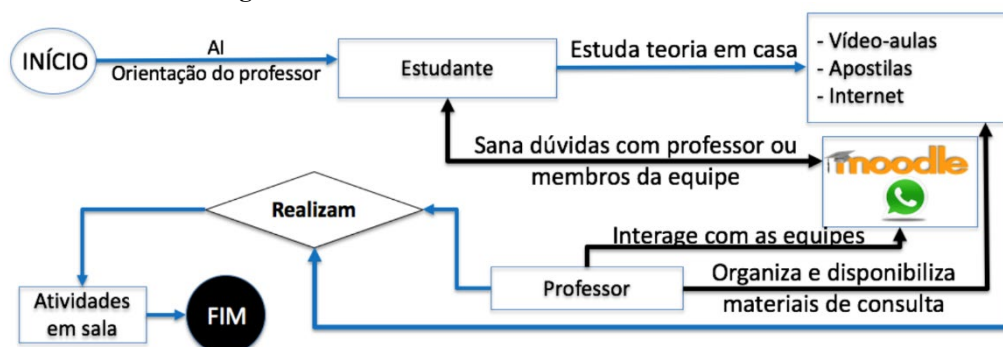 INÍCIO
AI
Orientação do professor
Estudante
Estuda teoria em casa
- Vídeo-aulas
- Apostilas
- Internet
Sana dúvidas com professor ou
membros da equipe
moodle
Realizam
Interage com as equipes
Professor
Organiza e disponibiliza
materiais de consulta
Atividades
em sala
FIM